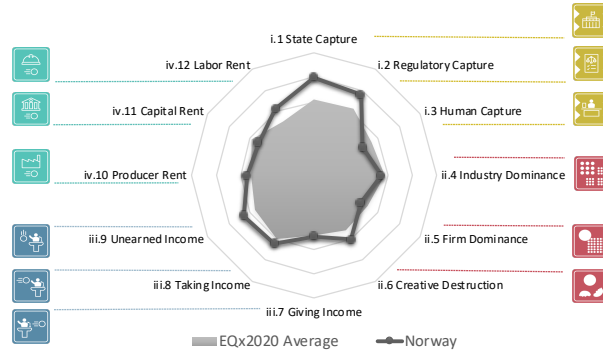 i.1 State Capture
iv.12 Labor Rent
i.2 Regulatory Capture
iv.11 Capital Rent
i.3 Human Capture
iv.10 Producer Rent
ii.4 Industry Dominance
iii.9 Unearned Income
ii.5 Firm Dominance
iii.8 Taking Income
ii.6 Creative Destruction
iii.7 Giving Income
EQx2020 Average
Norway